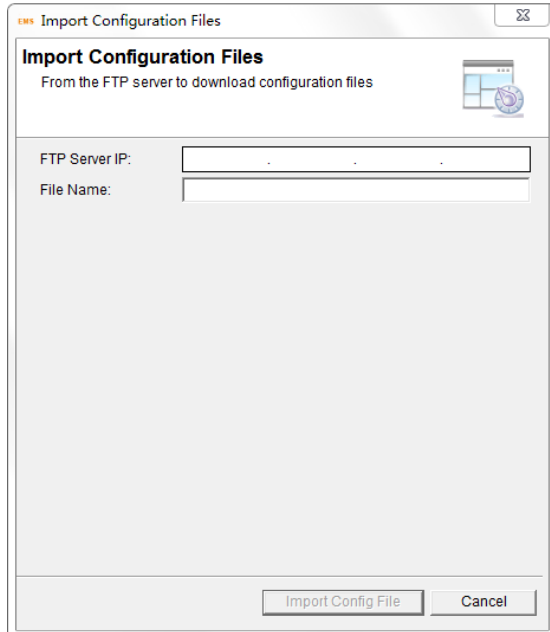 EMS Import Configuration Files
Import Configuration Files
From the FTP server to download configuration files
FTP Server IP: . . .
File Name:
Import Config File Cancel